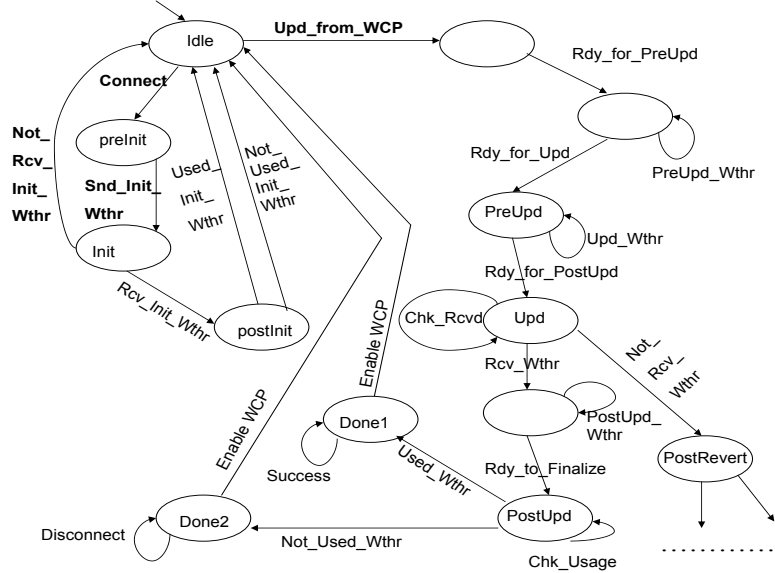 Idle
Upd_from_WCP
Rdy_for_PreUpd
Connect
Not_
Rcv_
Init_
Wthr
preInit
Snd_Init_
Wthr
Used_
Init_
Wthr
Not_
Used_
Init_
Wthr
Rdy_for_Upd
PreUpd_Wthr
PreUpd
Upd_Wthr
Init
Rdy_for_PostUpd
Rcv_Init_Wthr
postInit
Chk_Rcvd
Upd
Not_
Rcv_
Wthr
Rcv_Wthr
Enable WCP
Enable WCP
Done1
PostUpd_
Wthr
PostRevert
Success
Used_Wthr
Rdy_to_Finalize
Disconnect
Done2
Not_Used_Wthr
PostUpd
Chk_Usage